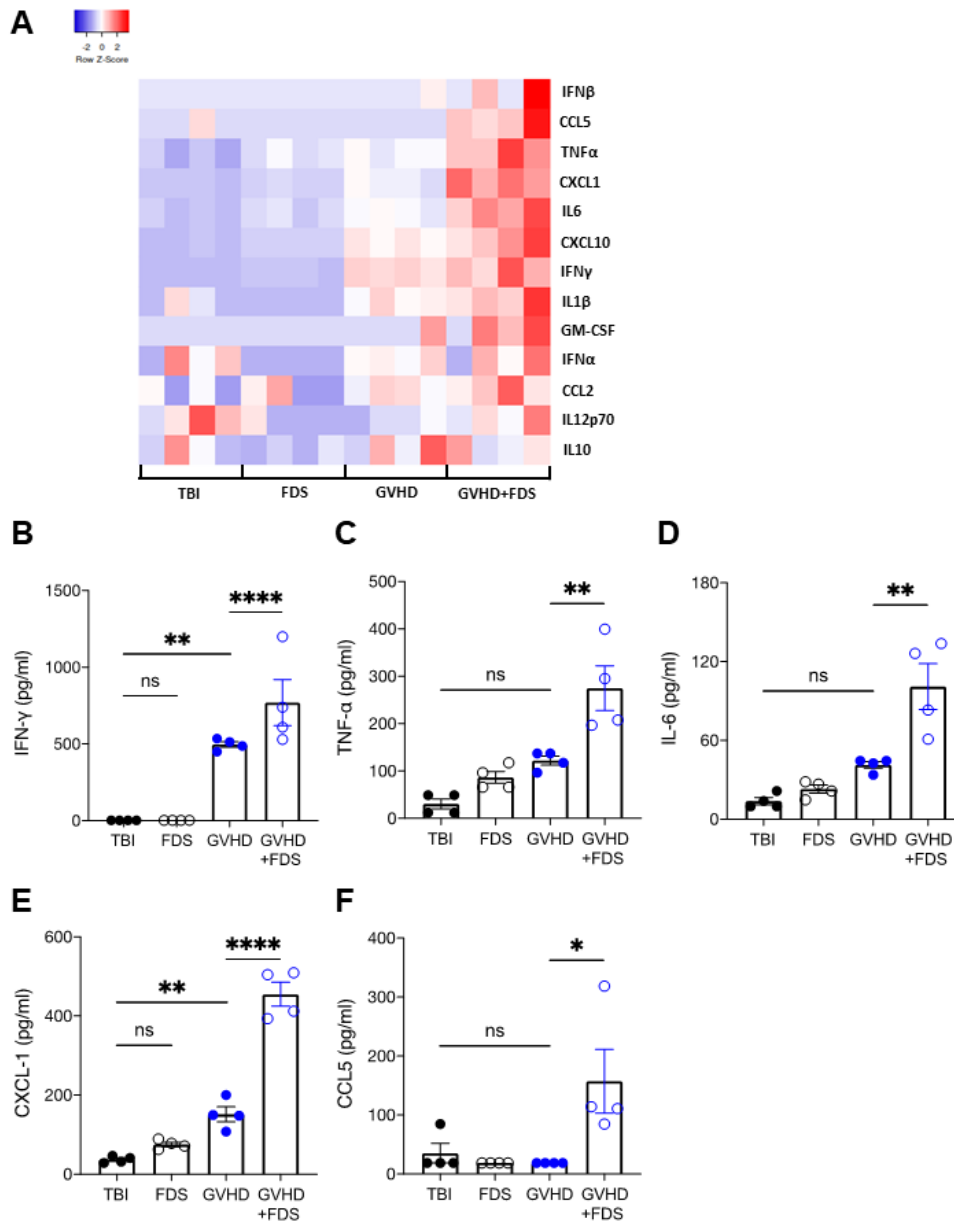 A
-2 0 2
Row Z-Score
IFNβ
CCL5
TNFα
CXCL1
IL6
CXCL10
IFNγ
IL1β
GM-CSF
IFNα
CCL2
IL12p70
IL10
TBI FDS GVHD GVHD+FDS
B
IFN-γ (pg/ml)
1500
1000
500
0
ns
**
****
TBI FDS GVHD GVHD
+FDS
C
TNF-α (pg/ml)
500
400
300
200
100
0
ns
**
TBI FDS GVHD GVHD
+FDS
D
IL-6 (pg/ml)
180
120
60
0
ns
**
TBI FDS GVHD GVHD
+FDS
E
CXCL-1 (pg/ml)
600
400
200
0
ns
**
****
TBI FDS GVHD GVHD
+FDS
F
CCL5 (pg/ml)
400
300
200
100
0
ns
*
TBI FDS GVHD GVHD
+FDS